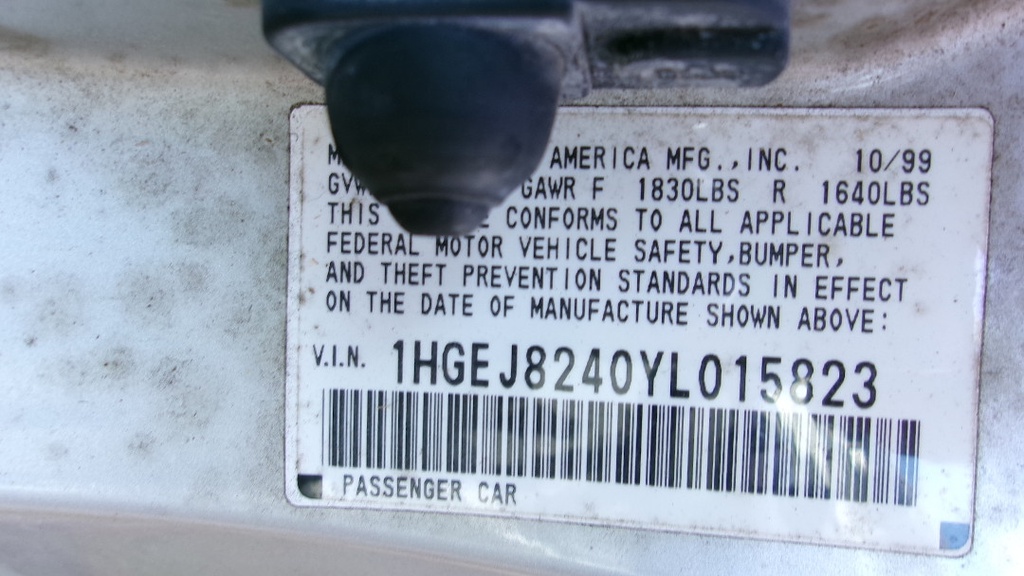 AMERICA MFG.,INC. 10/99
GAWR F 1830LBS R 1640LBS
THIS CONFORMS TO ALL APPLICABLE
FEDERAL MOTOR VEHICLE SAFETY,BUMPER,
AND THEFT PREVENTION STANDARDS IN EFFECT
ON THE DATE OF MANUFACTURE SHOWN ABOVE:
V.I.N. 1HGEJ8240YL015823
PASSENGER CAR